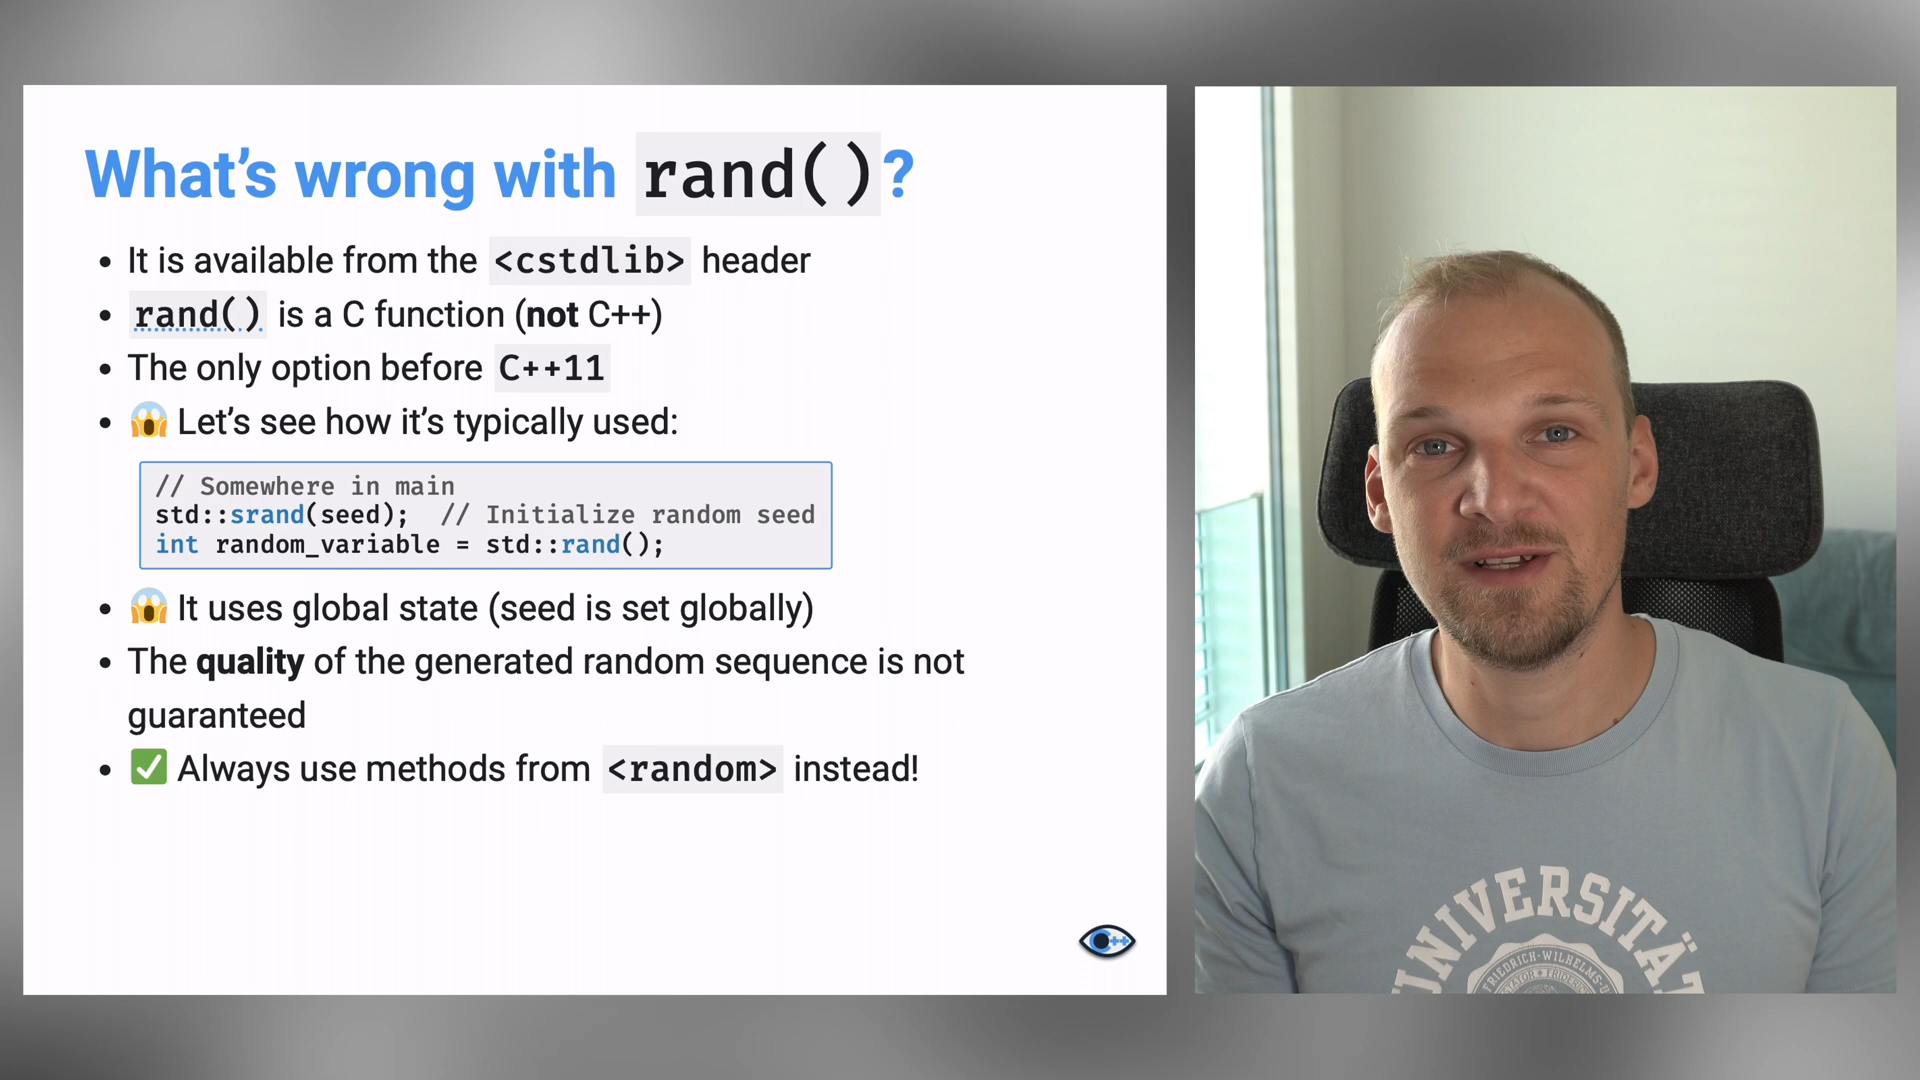 What’s wrong with rand()?
• It is available from the <cstdlib> header
• rand() is a C function (not C++)
• The only option before C++11
• 😱 Let’s see how it’s typically used:
// Somewhere in main
std::srand(seed);  // Initialize random seed
int random_variable = std::rand();
• 😱 It uses global state (seed is set globally)
• The quality of the generated random sequence is not
guaranteed
• ✅ Always use methods from <random> instead!
C++
UNIVERSITÄT
FRIEDRICH-WILHELMS-U